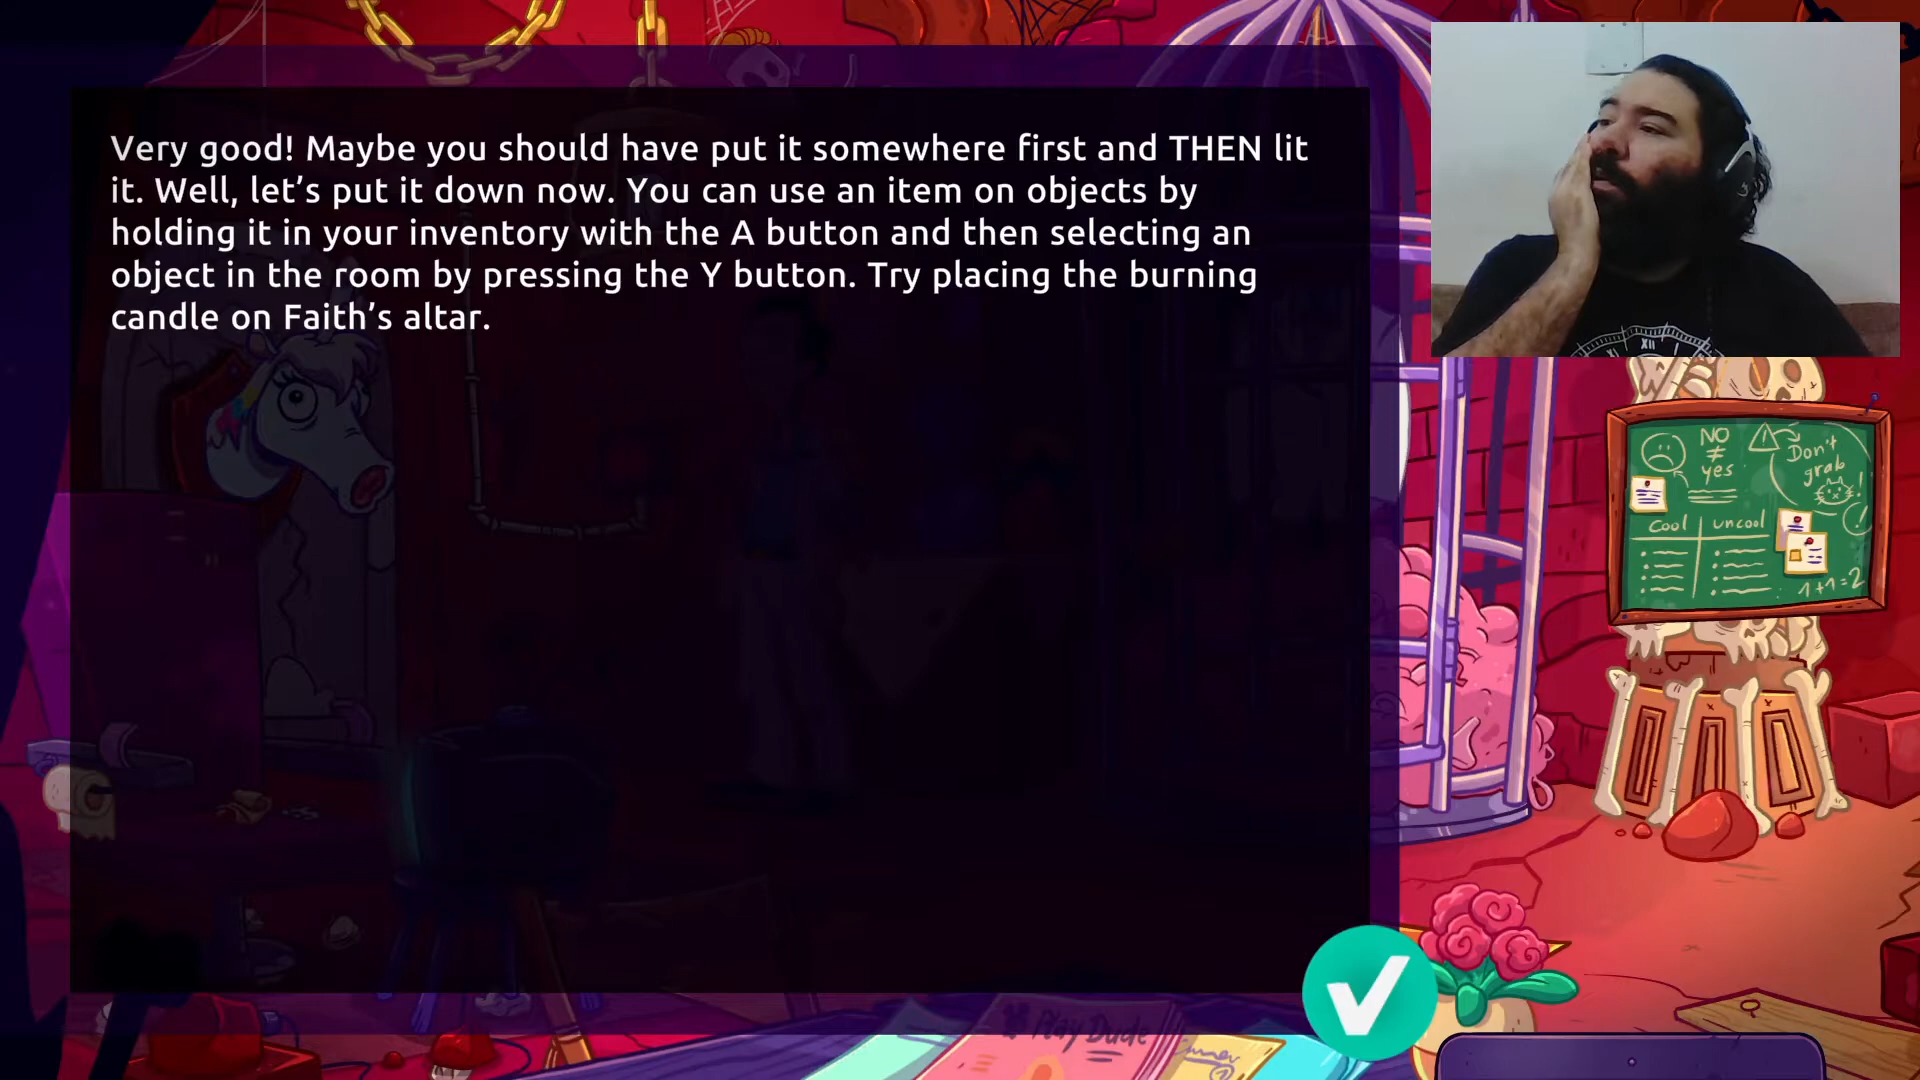 Very good! Maybe you should have put it somewhere first and THEN lit
it. Well, let’s put it down now. You can use an item on objects by
holding it in your inventory with the A button and then selecting an
object in the room by pressing the Y button. Try placing the burning
candle on Faith’s altar.
NO
≠
yes
Don't
grab
!
!
Cool
uncool
1+1=2
Play Dude
XII